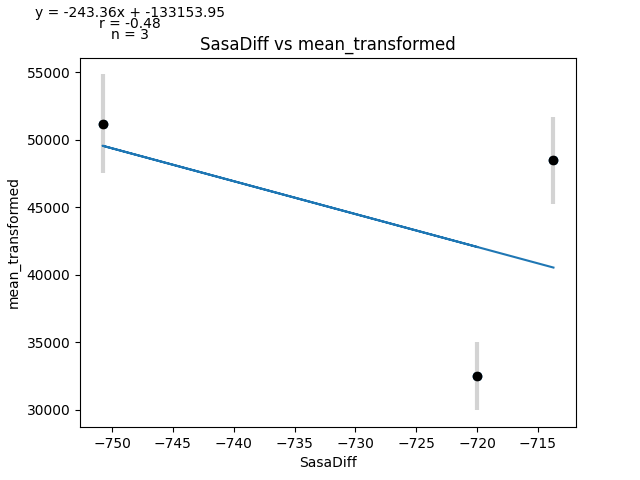 y = -243.36x + -133153.95
r = -0.48
n = 3
SasaDiff vs mean_transformed
55000
50000
45000
40000
35000
30000
mean_transformed
−750 −745 −740 −735 −730 −725 −720 −715
SasaDiff